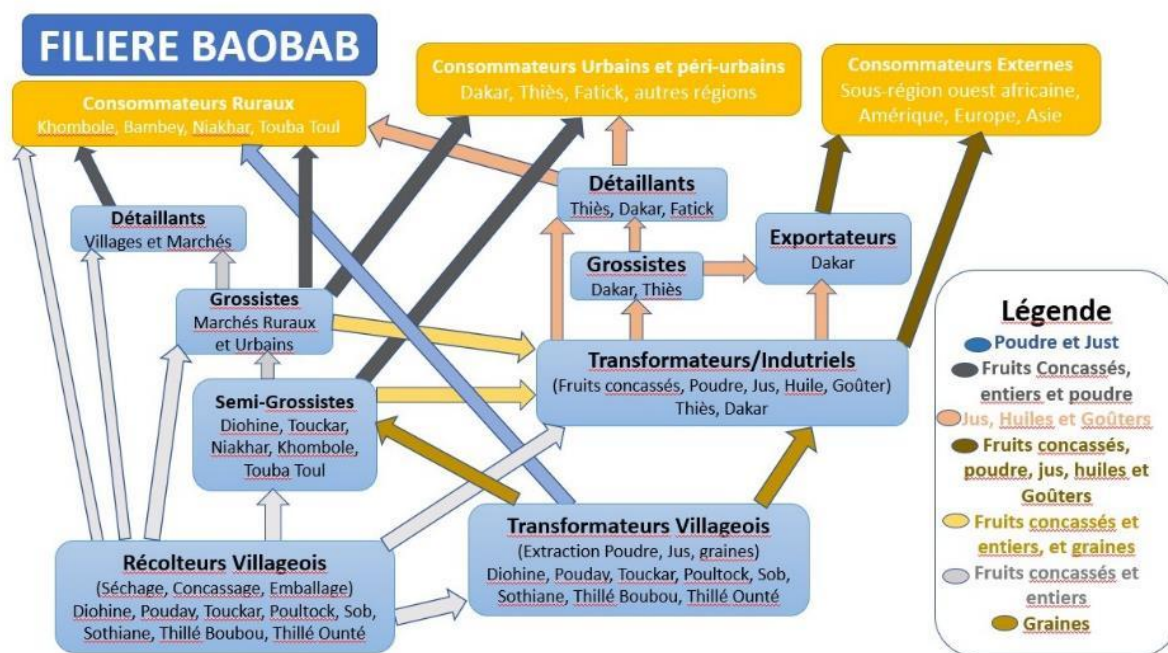 FILIERE BAOBAB
Consommateurs Ruraux
Khombole, Bambey, Niakhar, Touba Toul
Consommateurs Urbains et péri-urbains
Dakar, Thiès, Fatick, autres régions
Consommateurs Externes
Sous-région ouest africaine,
Amérique, Europe, Asie
Détaillants
Villages et Marchés
Détaillants
Thiès, Dakar, Fatick
Exportateurs
Dakar
Grossistes
Dakar, Thiès
Grossistes
Marchés Ruraux
et Urbains
Transformateurs/Indutriels
(Fruits concassés, Poudre, Jus, Huile, Goûter)
Thiès, Dakar
Semi-Grossistes
Diohine, Touckar,
Niakhar, Khombole,
Touba Toul
Transformateurs Villageois
(Extraction Poudre, Jus, graines)
Diohine, Pouday, Touckar, Poultock, Sob,
Sothiane, Thillé Boubou, Thillé Ounté
Récolteurs Villageois
(Séchage, Concassage, Emballage)
Diohine, Pouday, Touckar, Poultock, Sob,
Sothiane, Thillé Boubou, Thillé Ounté
Légende
Poudre et Just
Fruits Concassés,
entiers et poudre
Jus, Huiles et Goûters
Fruits concassés,
poudre, jus, huiles et
Goûters
Fruits concassés et
entiers, et graines
Fruits concassés et
entiers
Graines